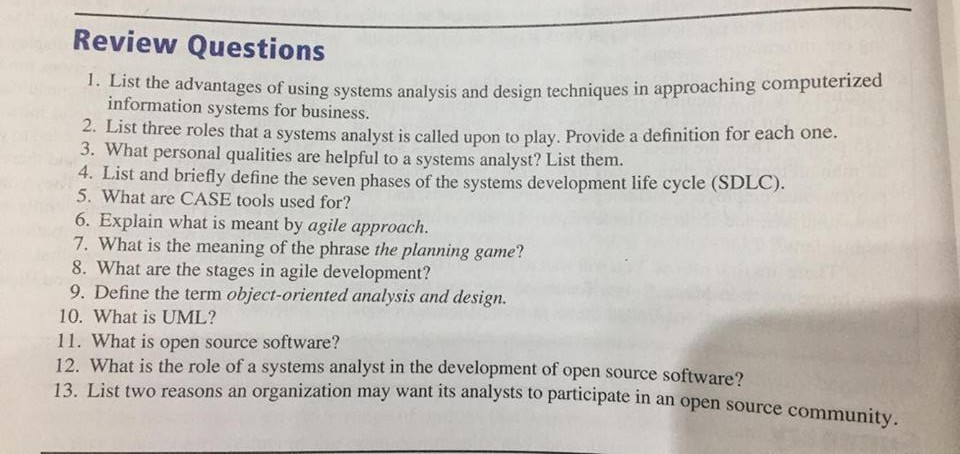 Review Questions
1. List the advantages of using systems analysis and design techniques in approaching computerized
information systems for business.
2. List three roles that a systems analyst is called upon to play. Provide a definition for each one.
3. What personal qualities are helpful to a systems analyst? List them.
4. List and briefly define the seven phases of the systems development life cycle (SDLC).
5. What are CASE tools used for?
6. Explain what is meant by agile approach.
7. What is the meaning of the phrase the planning game?
8. What are the stages in agile development?
9. Define the term object-oriented analysis and design.
10. What is UML?
11. What is open source software?
12. What is the role of a systems analyst in the development of open source software?
13. List two reasons an organization may want its analysts to participate in an open source community.